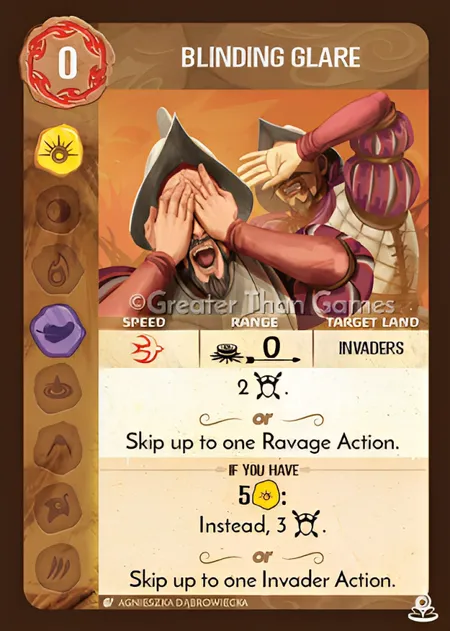 0
BLINDING GLARE
©Greater Than Games
SPEED RANGE TARGET LAND
0 INVADERS
2 .
or
Skip up to one Ravage Action.
IF YOU HAVE
5 :
Instead, 3 .
or
Skip up to one Invader Action.
AGNIESZKA DĄBROWIECKA